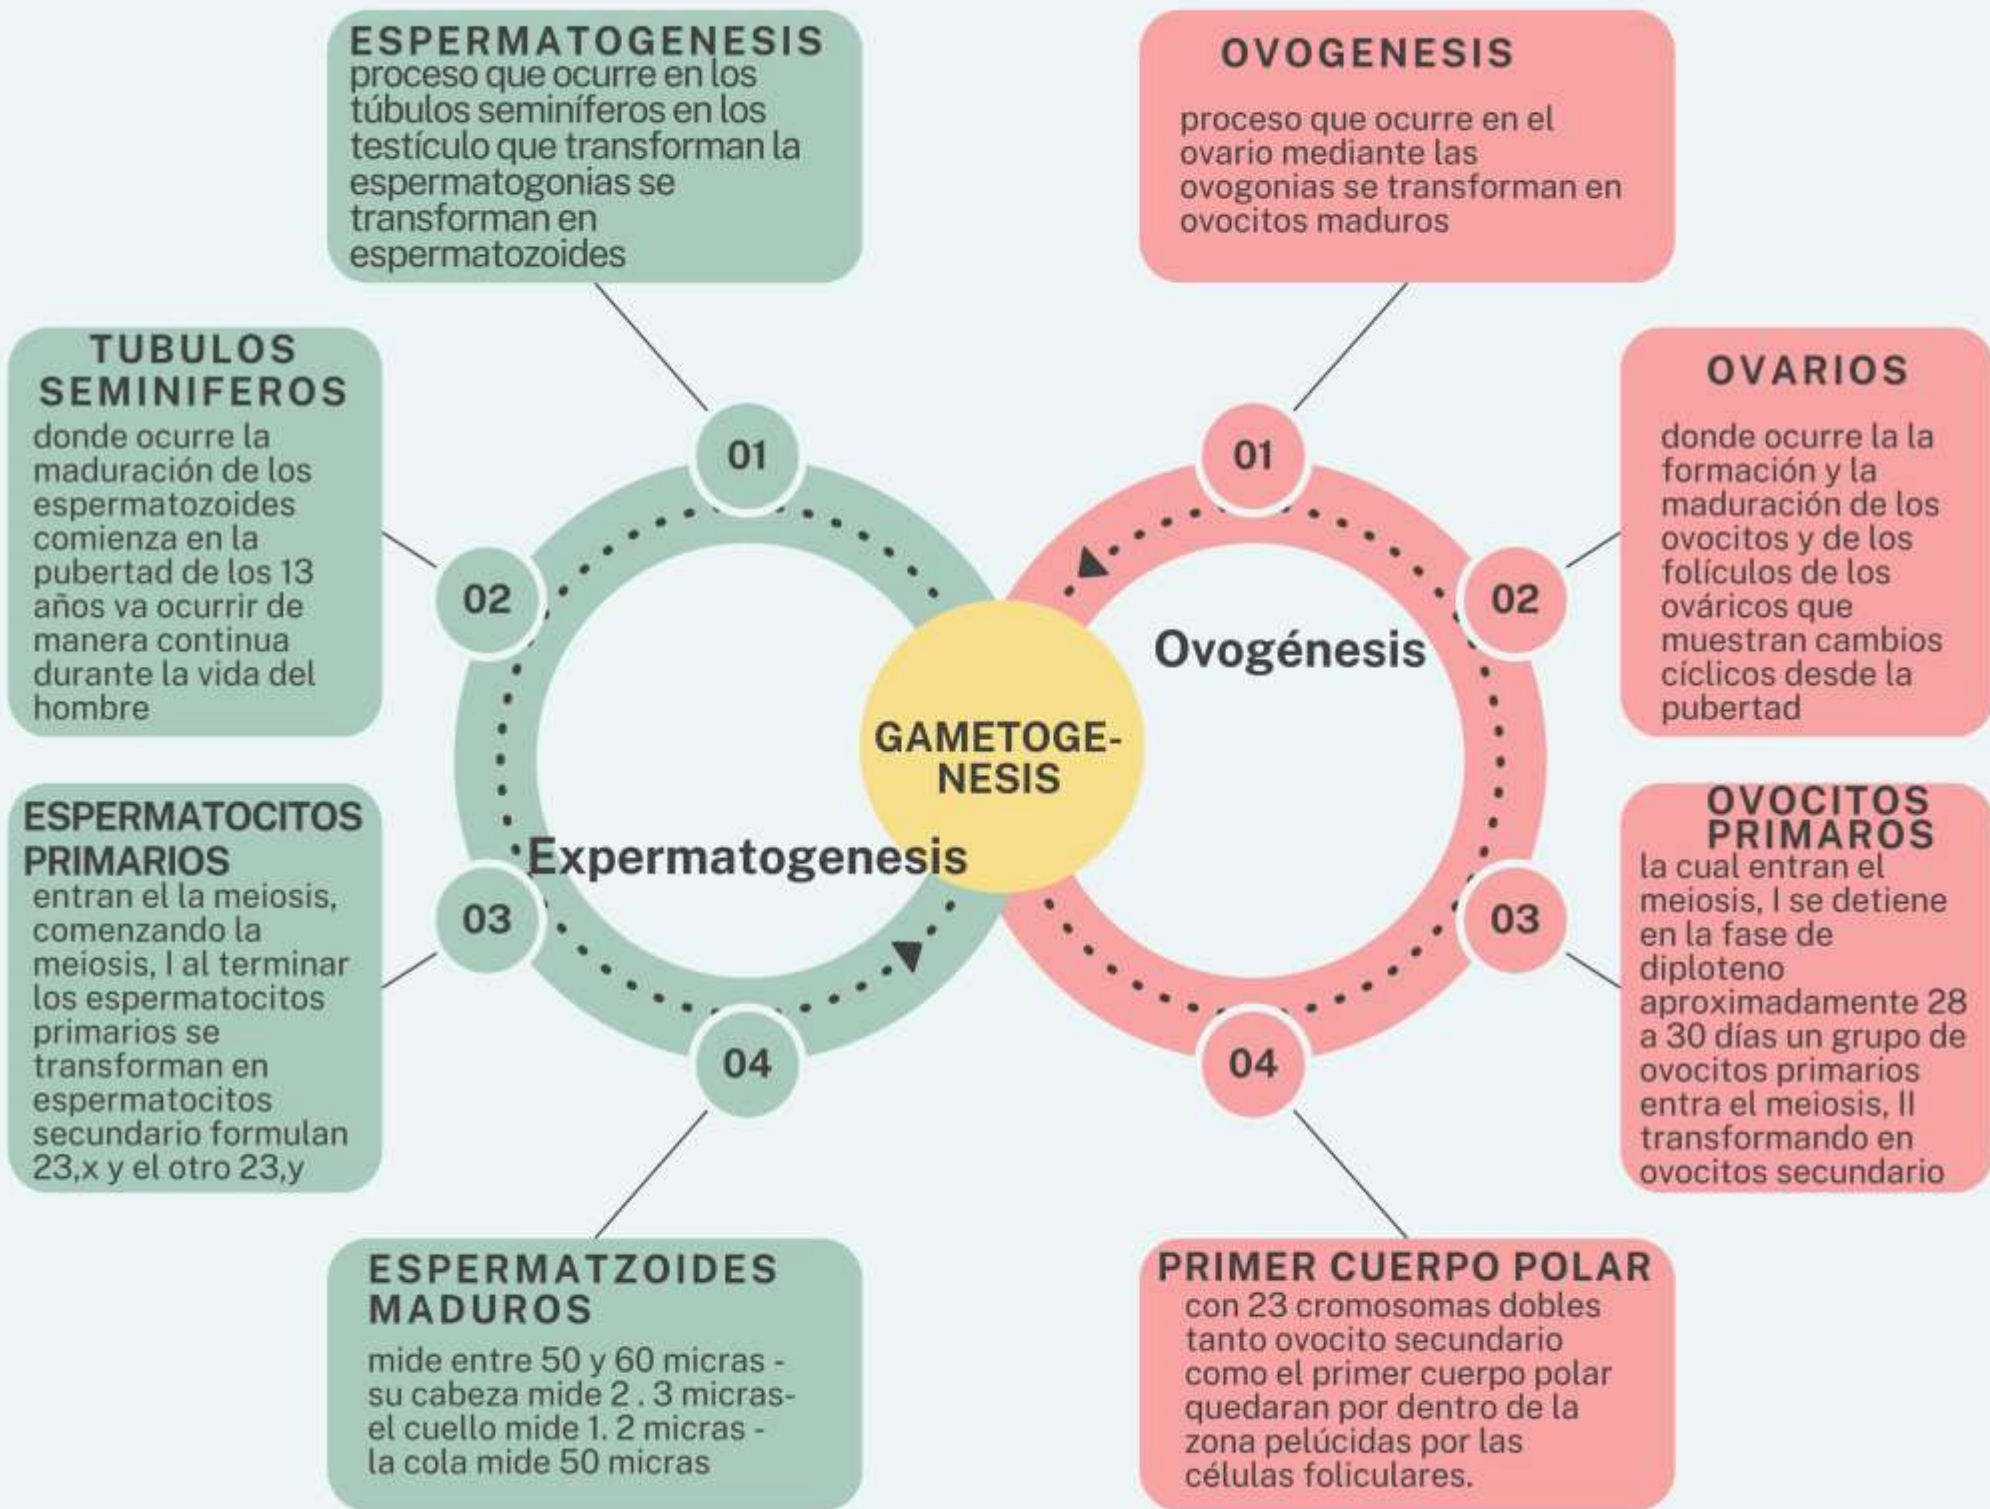 ESPERMATOGENESIS
proceso que ocurre en los
túbulos seminíferos en los
testículo que transforman la
espermatogonias se
transforman en
espermatozoides
TUBULOS
SEMINIFEROS
donde ocurre la
maduración de los
espermatozoides
comienza en la
pubertad de los 13
años va ocurrir de
manera continua
durante la vida del
hombre
ESPERMATOCITOS
PRIMARIOS
entran el la meiosis,
comenzando la
meiosis, I al terminar
los espermatocitos
primarios se
transforman en
espermatocitos
secundario formulan
23,x y el otro 23,y
ESPERMATZOIDES
MADUROS
mide entre 50 y 60 micras -
su cabeza mide 2 . 3 micras-
el cuello mide 1. 2 micras -
la cola mide 50 micras
01
02
03
04
Expermatogenesis
GAMETOGE-
NESIS
Ovogénesis
01
02
03
04
OVOGENESIS
proceso que ocurre en el
ovario mediante las
ovogonias se transforman en
ovocitos maduros
OVARIOS
donde ocurre la la
formación y la
maduración de los
ovocitos y de los
folículos de los
ováricos que
muestran cambios
cíclicos desde la
pubertad
OVOCITOS
PRIMAROS
la cual entran el
meiosis, I se detiene
en la fase de
diploteno
aproximadamente 28
a 30 días un grupo de
ovocitos primarios
entra el meiosis, II
transformando en
ovocitos secundario
PRIMER CUERPO POLAR
con 23 cromosomas dobles
tanto ovocito secundario
como el primer cuerpo polar
quedaran por dentro de la
zona pelúcidas por las
células foliculares.